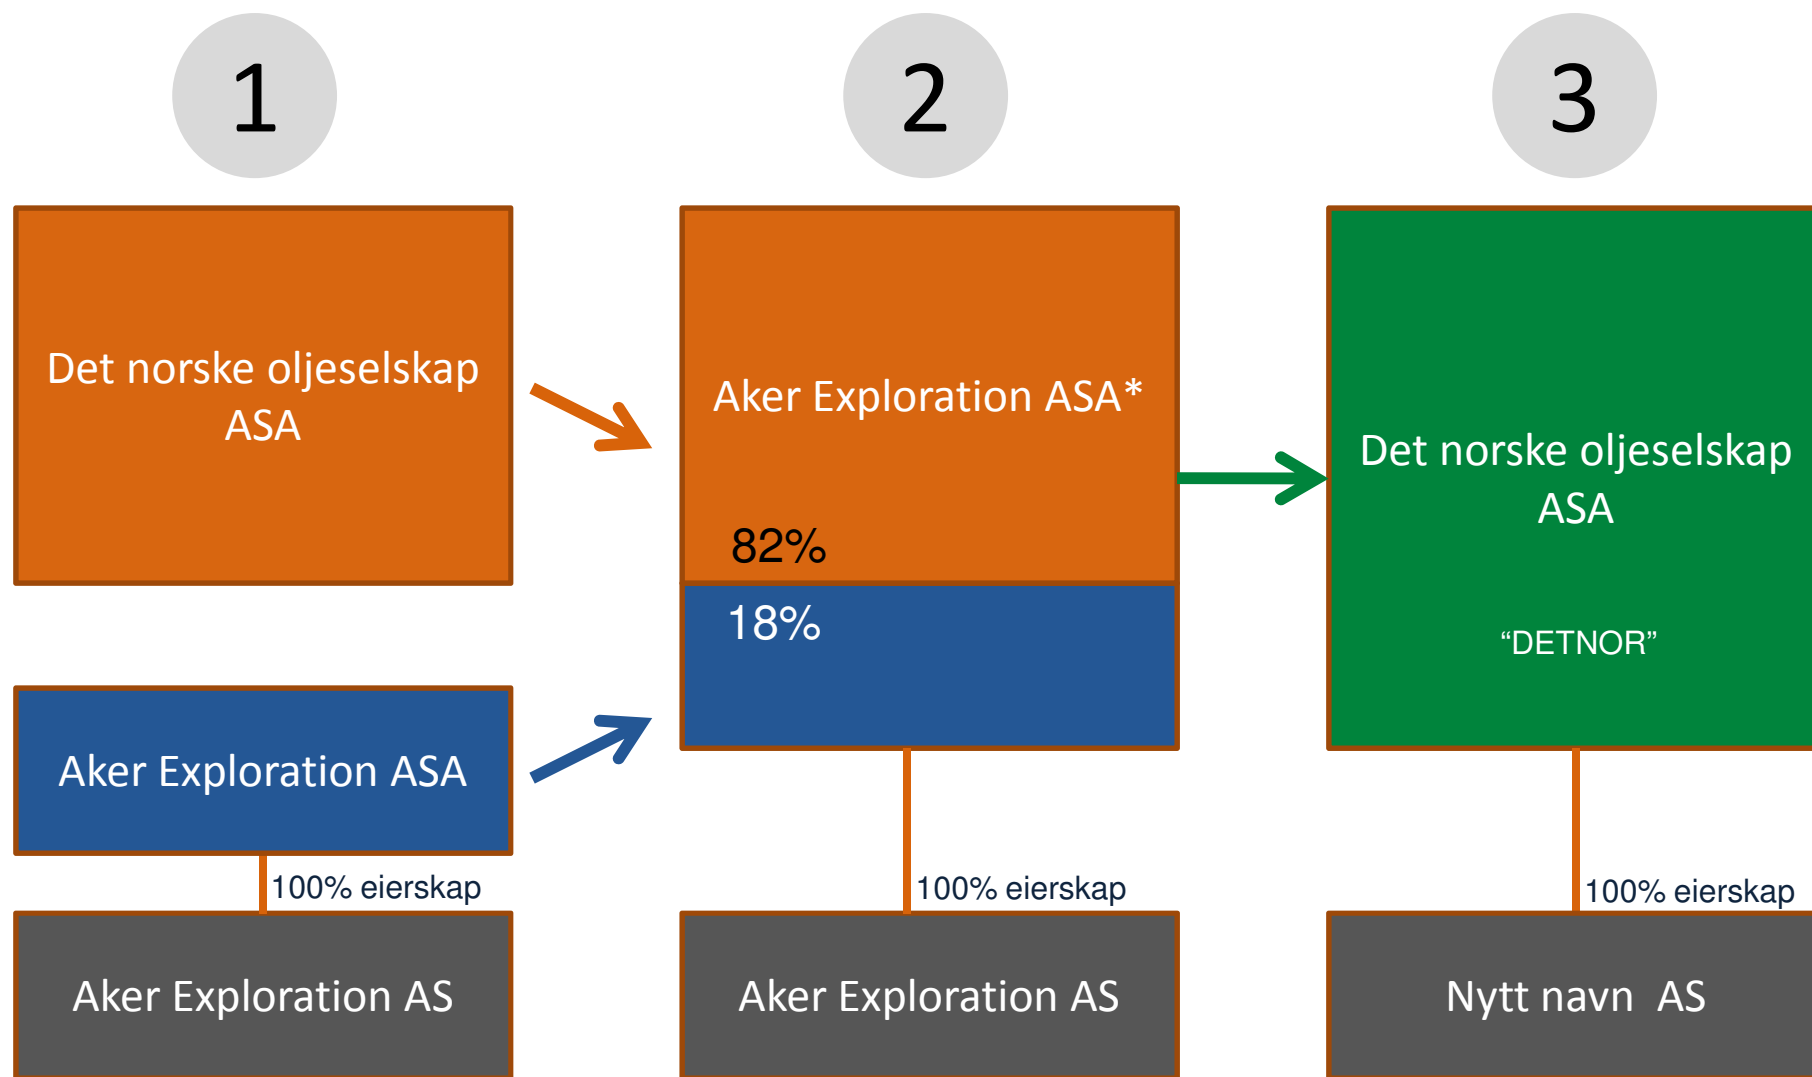 1
2
3
Det norske oljeselskap
ASA
Aker Exploration ASA
100% eierskap
Aker Exploration AS
Aker Exploration ASA*
82%
18%
100% eierskap
Aker Exploration AS
Det norske oljeselskap
ASA
“DETNOR”
100% eierskap
Nytt navn AS